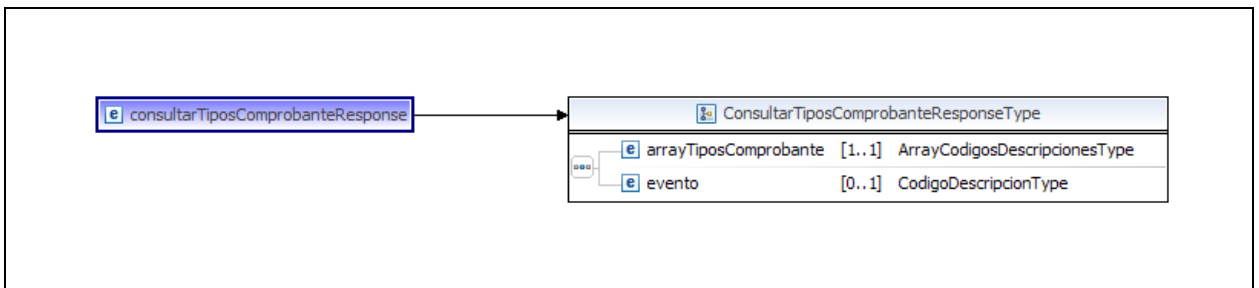 e consultarTiposComprobanteResponse
ConsultarTiposComprobanteResponseType
e arrayTiposComprobante [1..1] ArrayCodigosDescripcionesType
e evento [0..1] CodigoDescripcionType